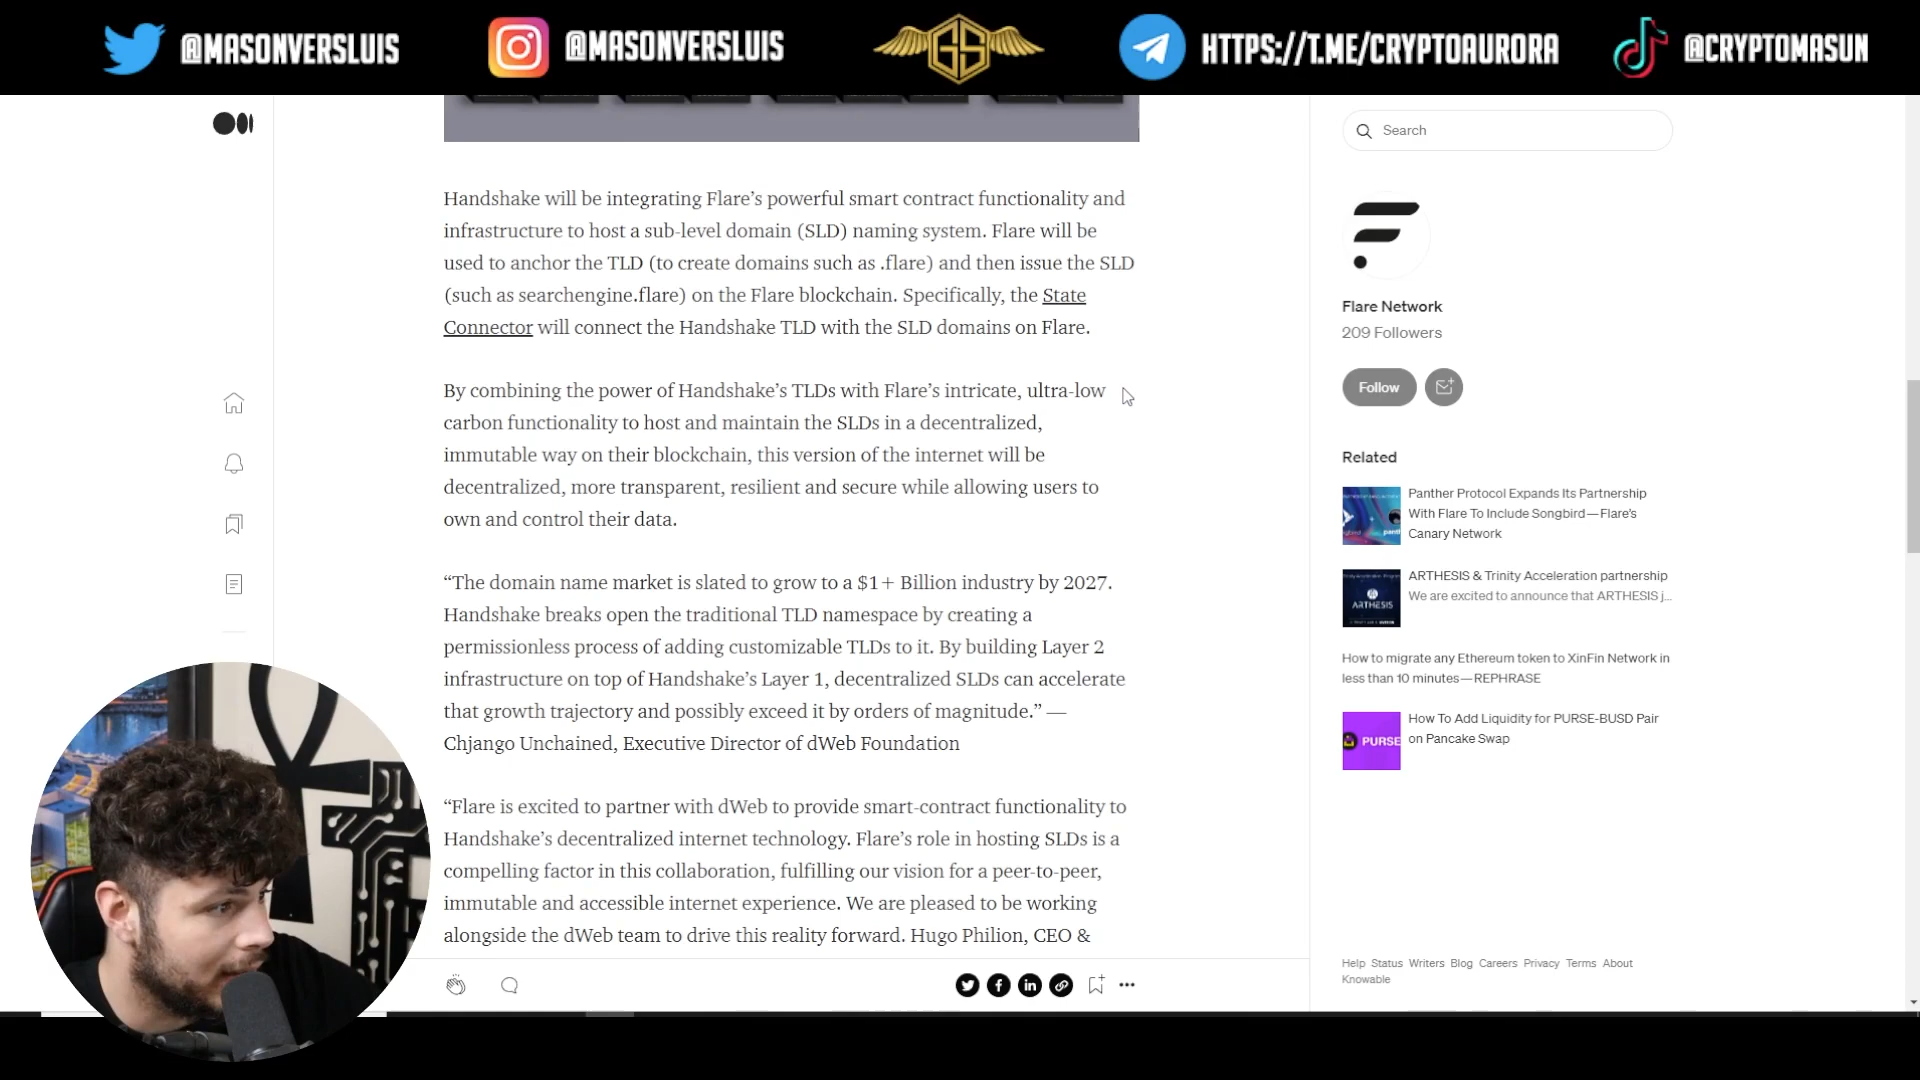 @MASONVERSLUIS
@MASONVERSLUIS
GS
HTTPS://T.ME/CRYPTOAURORA
@CRYPTOMASUN
Search
Handshake will be integrating Flare’s powerful smart contract functionality and
infrastructure to host a sub-level domain (SLD) naming system. Flare will be
used to anchor the TLD (to create domains such as .flare) and then issue the SLD
(such as searchengine.flare) on the Flare blockchain. Specifically, the State
Connector will connect the Handshake TLD with the SLD domains on Flare.
By combining the power of Handshake’s TLDs with Flare’s intricate, ultra-low
carbon functionality to host and maintain the SLDs in a decentralized,
immutable way on their blockchain, this version of the internet will be
decentralized, more transparent, resilient and secure while allowing users to
own and control their data.
“The domain name market is slated to grow to a $1+ Billion industry by 2027.
Handshake breaks open the traditional TLD namespace by creating a
permissionless process of adding customizable TLDs to it. By building Layer 2
infrastructure on top of Handshake’s Layer 1, decentralized SLDs can accelerate
that growth trajectory and possibly exceed it by orders of magnitude.” —
Chjango Unchained, Executive Director of dWeb Foundation
“Flare is excited to partner with dWeb to provide smart-contract functionality to
Handshake’s decentralized internet technology. Flare’s role in hosting SLDs is a
compelling factor in this collaboration, fulfilling our vision for a peer-to-peer,
immutable and accessible internet experience. We are pleased to be working
alongside the dWeb team to drive this reality forward. Hugo Philion, CEO &
Flare Network
209 Followers
Follow
Related
Panther Protocol Expands Its Partnership
With Flare To Include Songbird — Flare’s
Canary Network
ARTHESIS
ARTHESIS & Trinity Acceleration partnership
We are excited to announce that ARTHESIS j...
How to migrate any Ethereum token to XinFin Network in
less than 10 minutes — REPHRASE
PURSE
How To Add Liquidity for PURSE-BUSD Pair
on Pancake Swap
Help Status Writers Blog Careers Privacy Terms About
Knowable